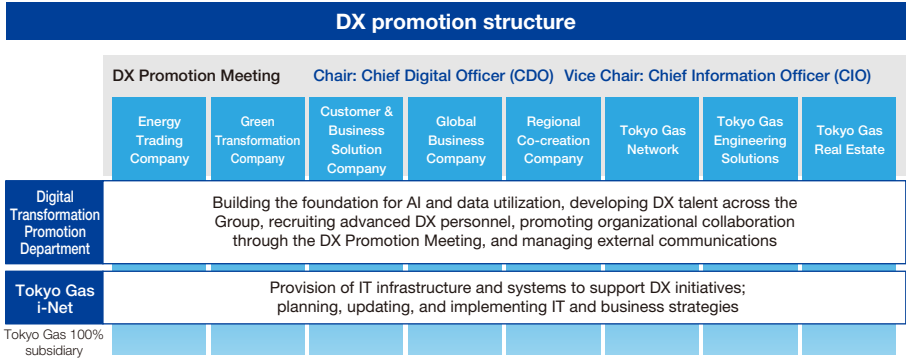 DX promotion structure
DX Promotion Meeting
Chair: Chief Digital Officer (CDO) Vice Chair: Chief Information Officer (CIO)
Energy
Trading
Company
Green
Transformation
Company
Customer &
Business
Solution
Company
Global
Business
Company
Regional
Co-creation
Company
Tokyo Gas
Network
Tokyo Gas
Engineering
Solutions
Tokyo Gas
Real Estate
Digital
Transformation
Promotion
Department
Building the foundation for AI and data utilization, developing DX talent across the
Group, recruiting advanced DX personnel, promoting organizational collaboration
through the DX Promotion Meeting, and managing external communications
Tokyo Gas
i-Net
Provision of IT infrastructure and systems to support DX initiatives;
planning, updating, and implementing IT and business strategies
Tokyo Gas 100%
subsidiary